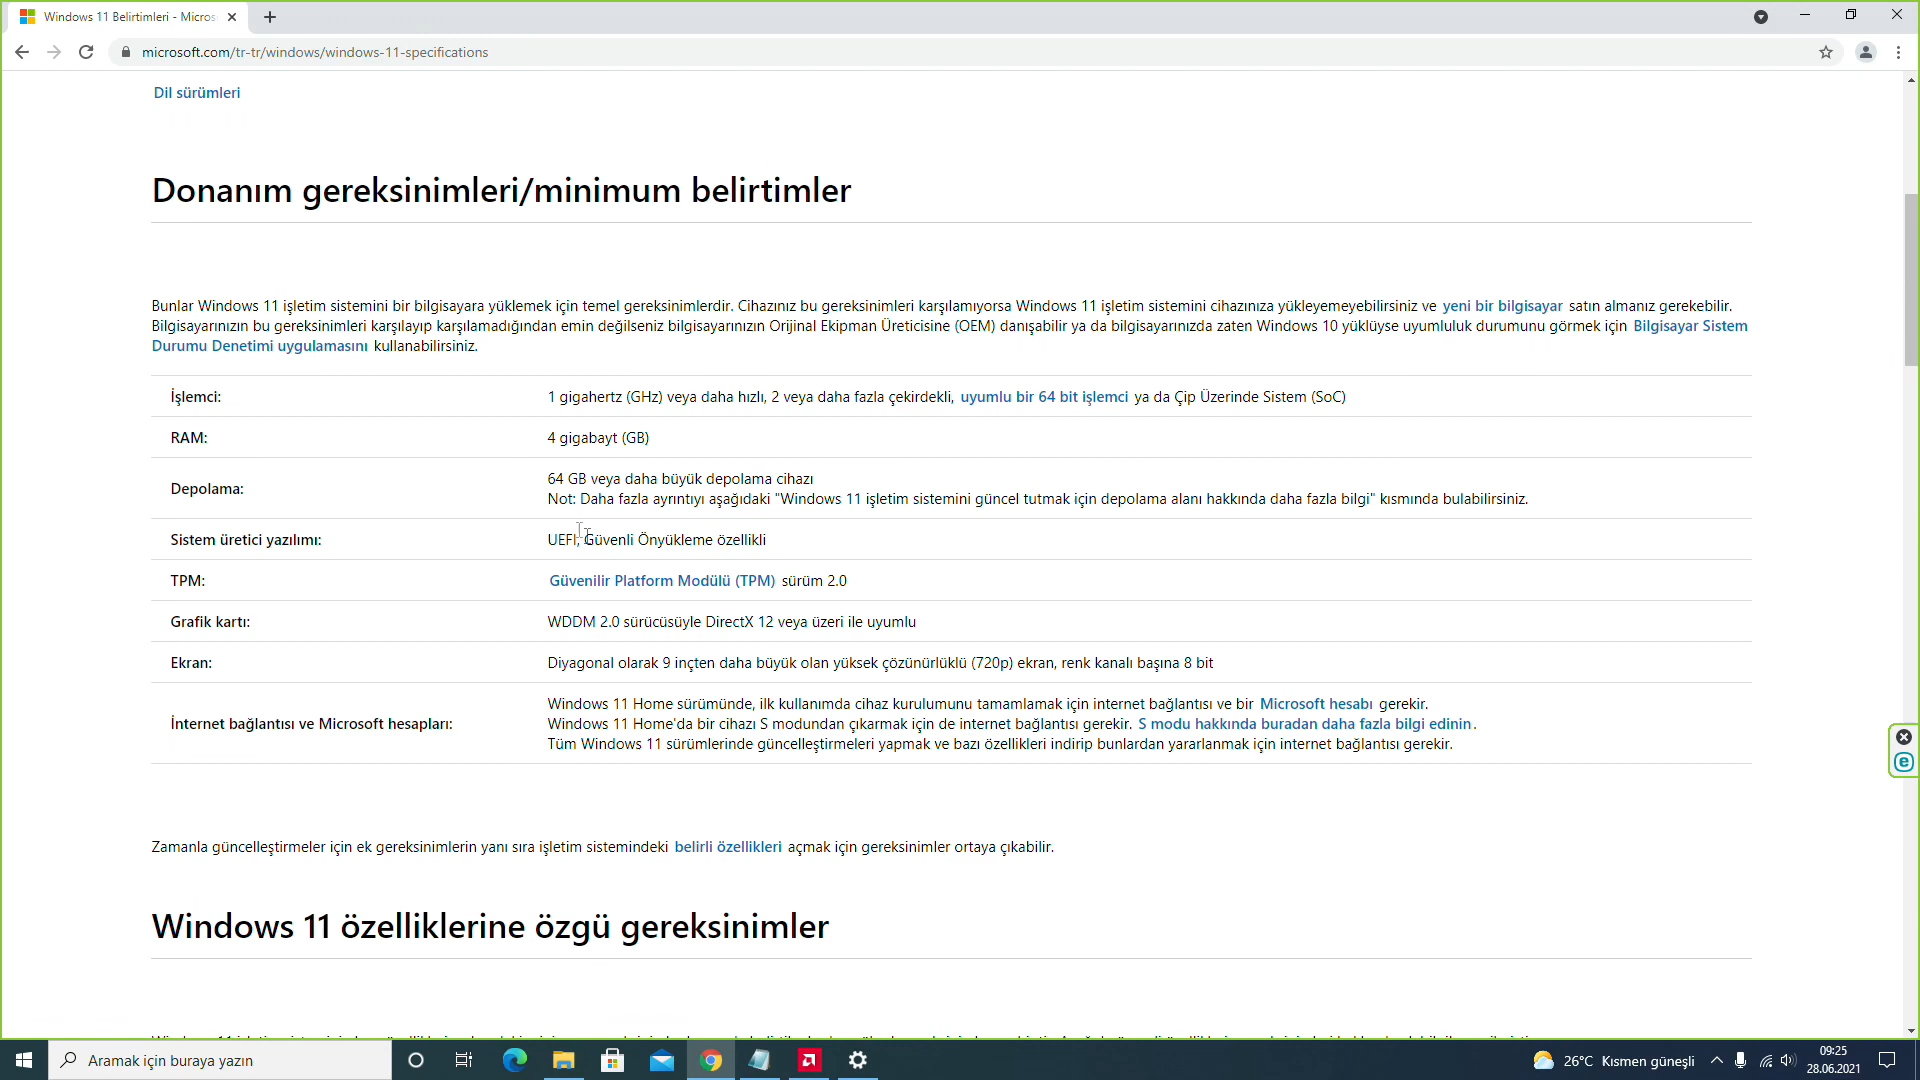 Windows 11 Belirtimleri - Micros
microsoft.com/tr-tr/windows/windows-11-specifications
Dil sürümleri
Donanım gereksinimleri/minimum belirtimler
Bunlar Windows 11 işletim sistemini bir bilgisayara yüklemek için temel gereksinimlerdir. Cihazınız bu gereksinimleri karşılamıyorsa Windows 11 işletim sistemini cihazınıza yükleyemeyebilirsiniz ve yeni bir bilgisayar satın almanız gerekebilir.
Bilgisayarınızın bu gereksinimleri karşılayıp karşılamadığından emin değilseniz bilgisayarınızın Orijinal Ekipman Üreticisine (OEM) danışabilir ya da bilgisayarınızda zaten Windows 10 yüklüyse uyumluluk durumunu görmek için Bilgisayar Sistem
Durumu Denetimi uygulamasını kullanabilirsiniz.
İşlemci: 1 gigahertz (GHz) veya daha hızlı, 2 veya daha fazla çekirdekli, uyumlu bir 64 bit işlemci ya da Çip Üzerinde Sistem (SoC)
RAM: 4 gigabayt (GB)
Depolama: 64 GB veya daha büyük depolama cihazı
Not: Daha fazla ayrıntıyı aşağıdaki "Windows 11 işletim sistemini güncel tutmak için depolama alanı hakkında daha fazla bilgi" kısmında bulabilirsiniz.
Sistem üretici yazılımı: UEFI, Güvenli Önyükleme özellikli
TPM: Güvenilir Platform Modülü (TPM) sürüm 2.0
Grafik kartı: WDDM 2.0 sürücüsüyle DirectX 12 veya üzeri ile uyumlu
Ekran: Diyagonal olarak 9 inçten daha büyük olan yüksek çözünürlüklü (720p) ekran, renk kanalı başına 8 bit
İnternet bağlantısı ve Microsoft hesapları: Windows 11 Home sürümünde, ilk kullanımda cihaz kurulumunu tamamlamak için internet bağlantısı ve bir Microsoft hesabı gerekir.
Windows 11 Home'da bir cihazı S modundan çıkarmak için de internet bağlantısı gerekir. S modu hakkında buradan daha fazla bilgi edinin.
Tüm Windows 11 sürümlerinde güncelleştirmeleri yapmak ve bazı özellikleri indirip bunlardan yararlanmak için internet bağlantısı gerekir.
Zamanla güncelleştirmeler için ek gereksinimlerin yanı sıra işletim sistemindeki belirli özellikleri açmak için gereksinimler ortaya çıkabilir.
Windows 11 özelliklerine özgü gereksinimler
Aramak için buraya yazın
26°C Kısmen güneşli
09:25
28.06.2021